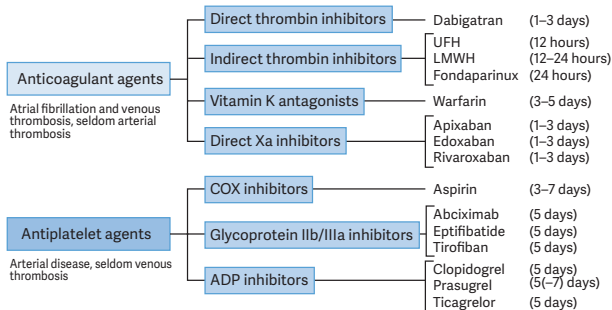 Direct thrombin inhibitors
Dabigatran (1–3 days)
Indirect thrombin inhibitors
UFH (12 hours)
LMWH (12–24 hours)
Fondaparinux (24 hours)
Anticoagulant agents
Atrial fibrillation and venous
thrombosis, seldom arterial
thrombosis
Vitamin K antagonists
Warfarin (3–5 days)
Direct Xa inhibitors
Apixaban (1–3 days)
Edoxaban (1–3 days)
Rivaroxaban (1–3 days)
COX inhibitors
Aspirin (3–7 days)
Antiplatelet agents
Arterial disease, seldom venous
thrombosis
Glycoprotein IIb/IIIa inhibitors
Abciximab (5 days)
Eptifibatide (5 days)
Tirofiban (5 days)
ADP inhibitors
Clopidogrel (5 days)
Prasugrel (5(–7) days)
Ticagrelor (5 days)